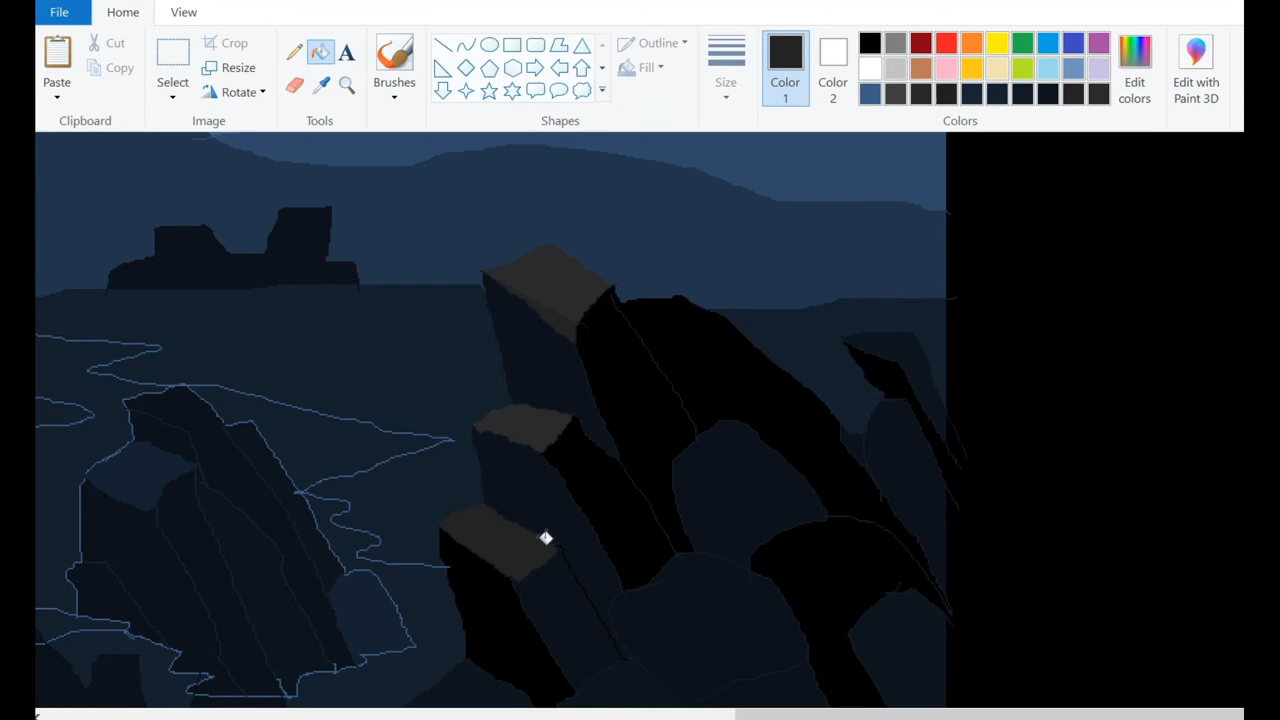 File Home View
Paste Cut Copy Select Crop Resize Rotate Brushes Outline Fill Size Color 1 Color 2 Edit colors Edit with Paint 3D
Clipboard Image Tools Shapes Colors